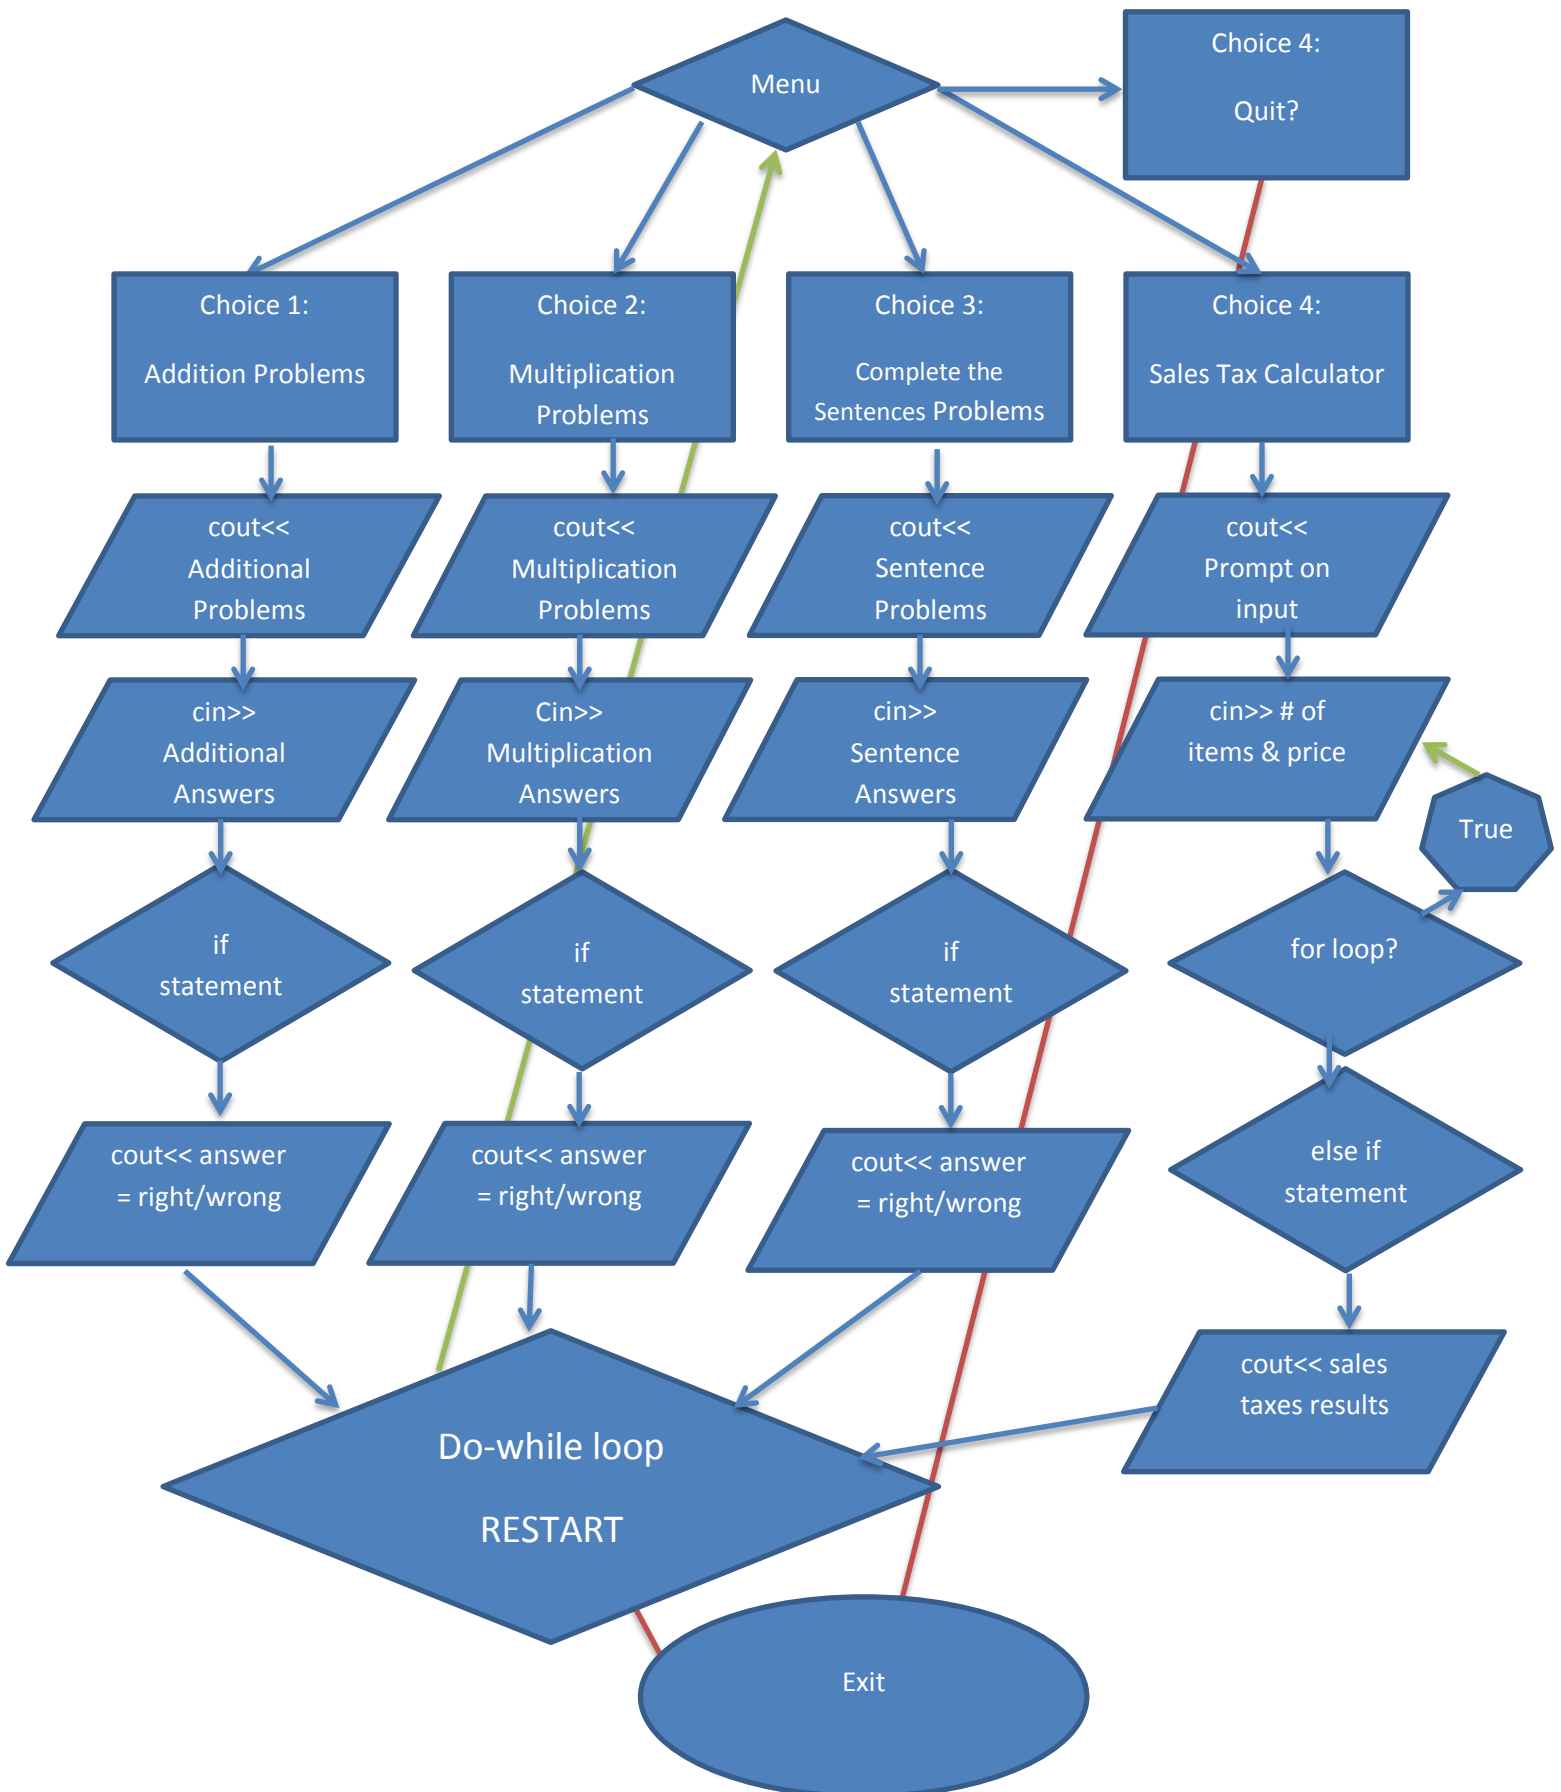 Menu
Choice 4:
Quit?
Choice 1:
Addition Problems
Choice 2:
Multiplication
Problems
Choice 3:
Complete the
Sentences Problems
Choice 4:
Sales Tax Calculator
cout<<
Additional
Problems
cout<<
Multiplication
Problems
cout<<
Sentence
Problems
cout<<
Prompt on
input
cin>>
Additional
Answers
Cin>>
Multiplication
Answers
cin>>
Sentence
Answers
cin>> # of
items & price
True
if
statement
if
statement
if
statement
for loop?
cout<< answer
= right/wrong
cout<< answer
= right/wrong
cout<< answer
= right/wrong
else if
statement
cout<< sales
taxes results
Do-while loop
RESTART
Exit